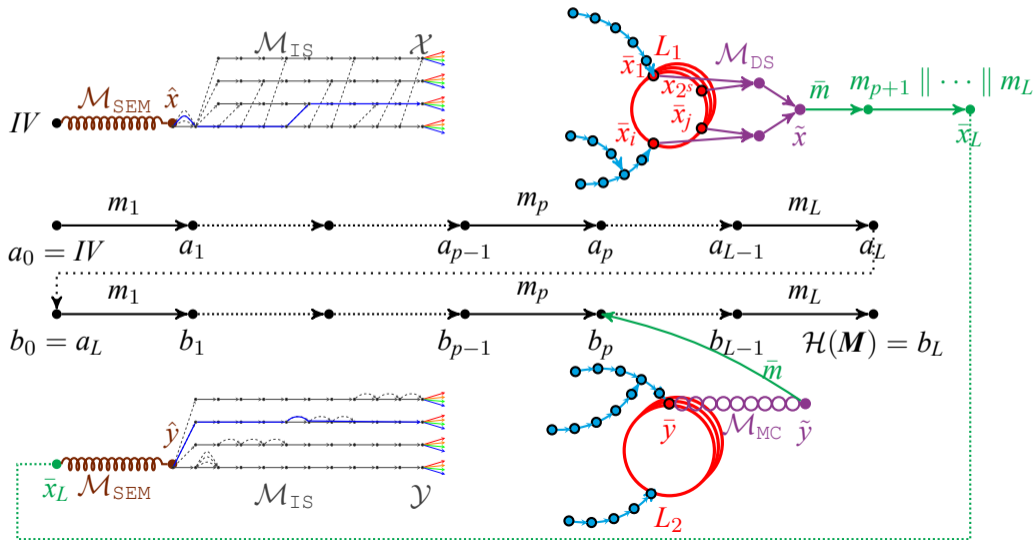 𝓜_IS 𝒳
𝓜_SEM x̂
IV
x̄_1 L_1 𝓜_DS
x_{2^s} m̄ m_{p+1} ∥ ⋯ ∥ m_L
x̄_j
x̄_i x̃ x̄_L
m_1 m_p m_L
a_0 = IV a_1 a_{p−1} a_p a_{L−1} a_L
m_1 m_p m_L
b_0 = a_L b_1 b_{p−1} b_p b_{L−1} 𝓗(M) = b_L
m̄
ŷ ȳ 𝓜_MC ỹ
x̄_L 𝓜_SEM 𝓜_IS 𝒴
L_2